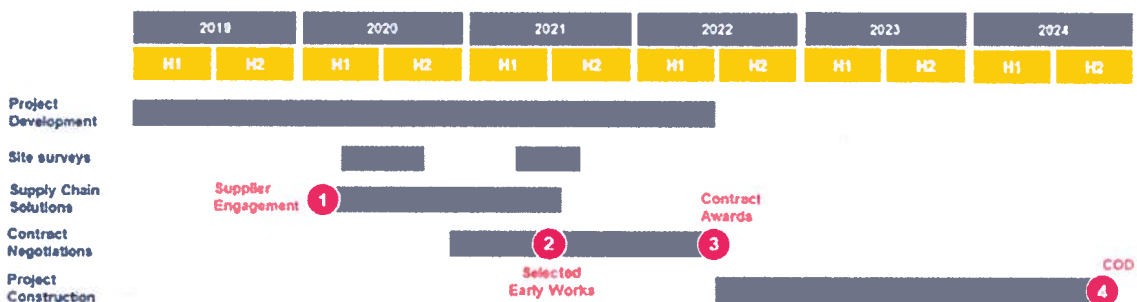 2019 2020 2021 2022 2023 2024
H1 H2 H1 H2 H1 H2 H1 H2 H1 H2 H1 H2
Project
Development
Site surveys
Supply Chain
Solutions
Supplier
Engagement
1
Contract
Awards
Contract
Negotiations
2
3
Selected
Early Works
Project
Construction
COD
4